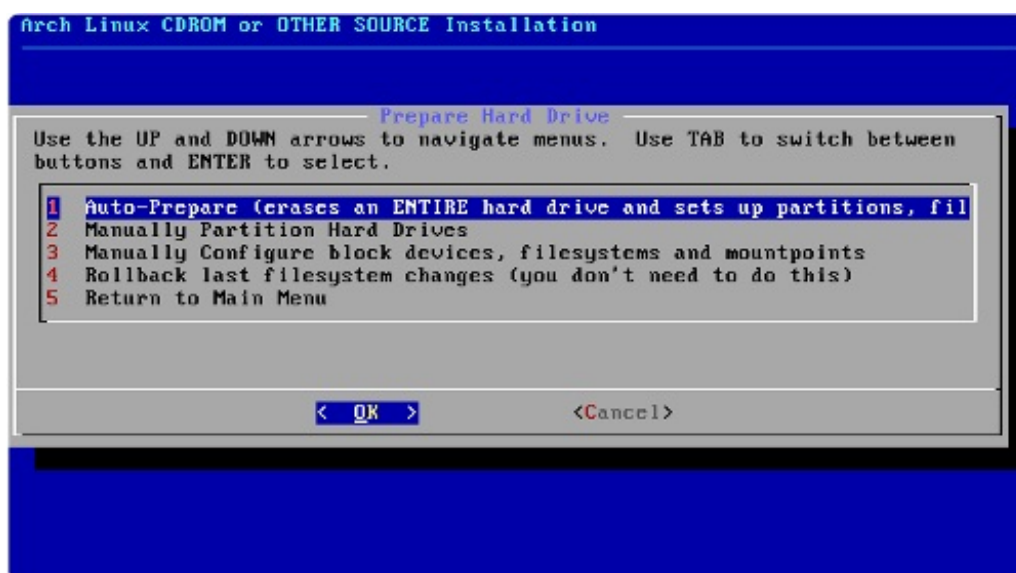 Arch Linux CDROM or OTHER SOURCE Installation
Prepare Hard Drive
Use the UP and DOWN arrows to navigate menus. Use TAB to switch between
buttons and ENTER to select.
1 Auto-Prepare (erases an ENTIRE hard drive and sets up partitions, fil
2 Manually Partition Hard Drives
3 Manually Configure block devices, filesystems and mountpoints
4 Rollback last filesystem changes (you don't need to do this)
5 Return to Main Menu
< OK > <Cancel>